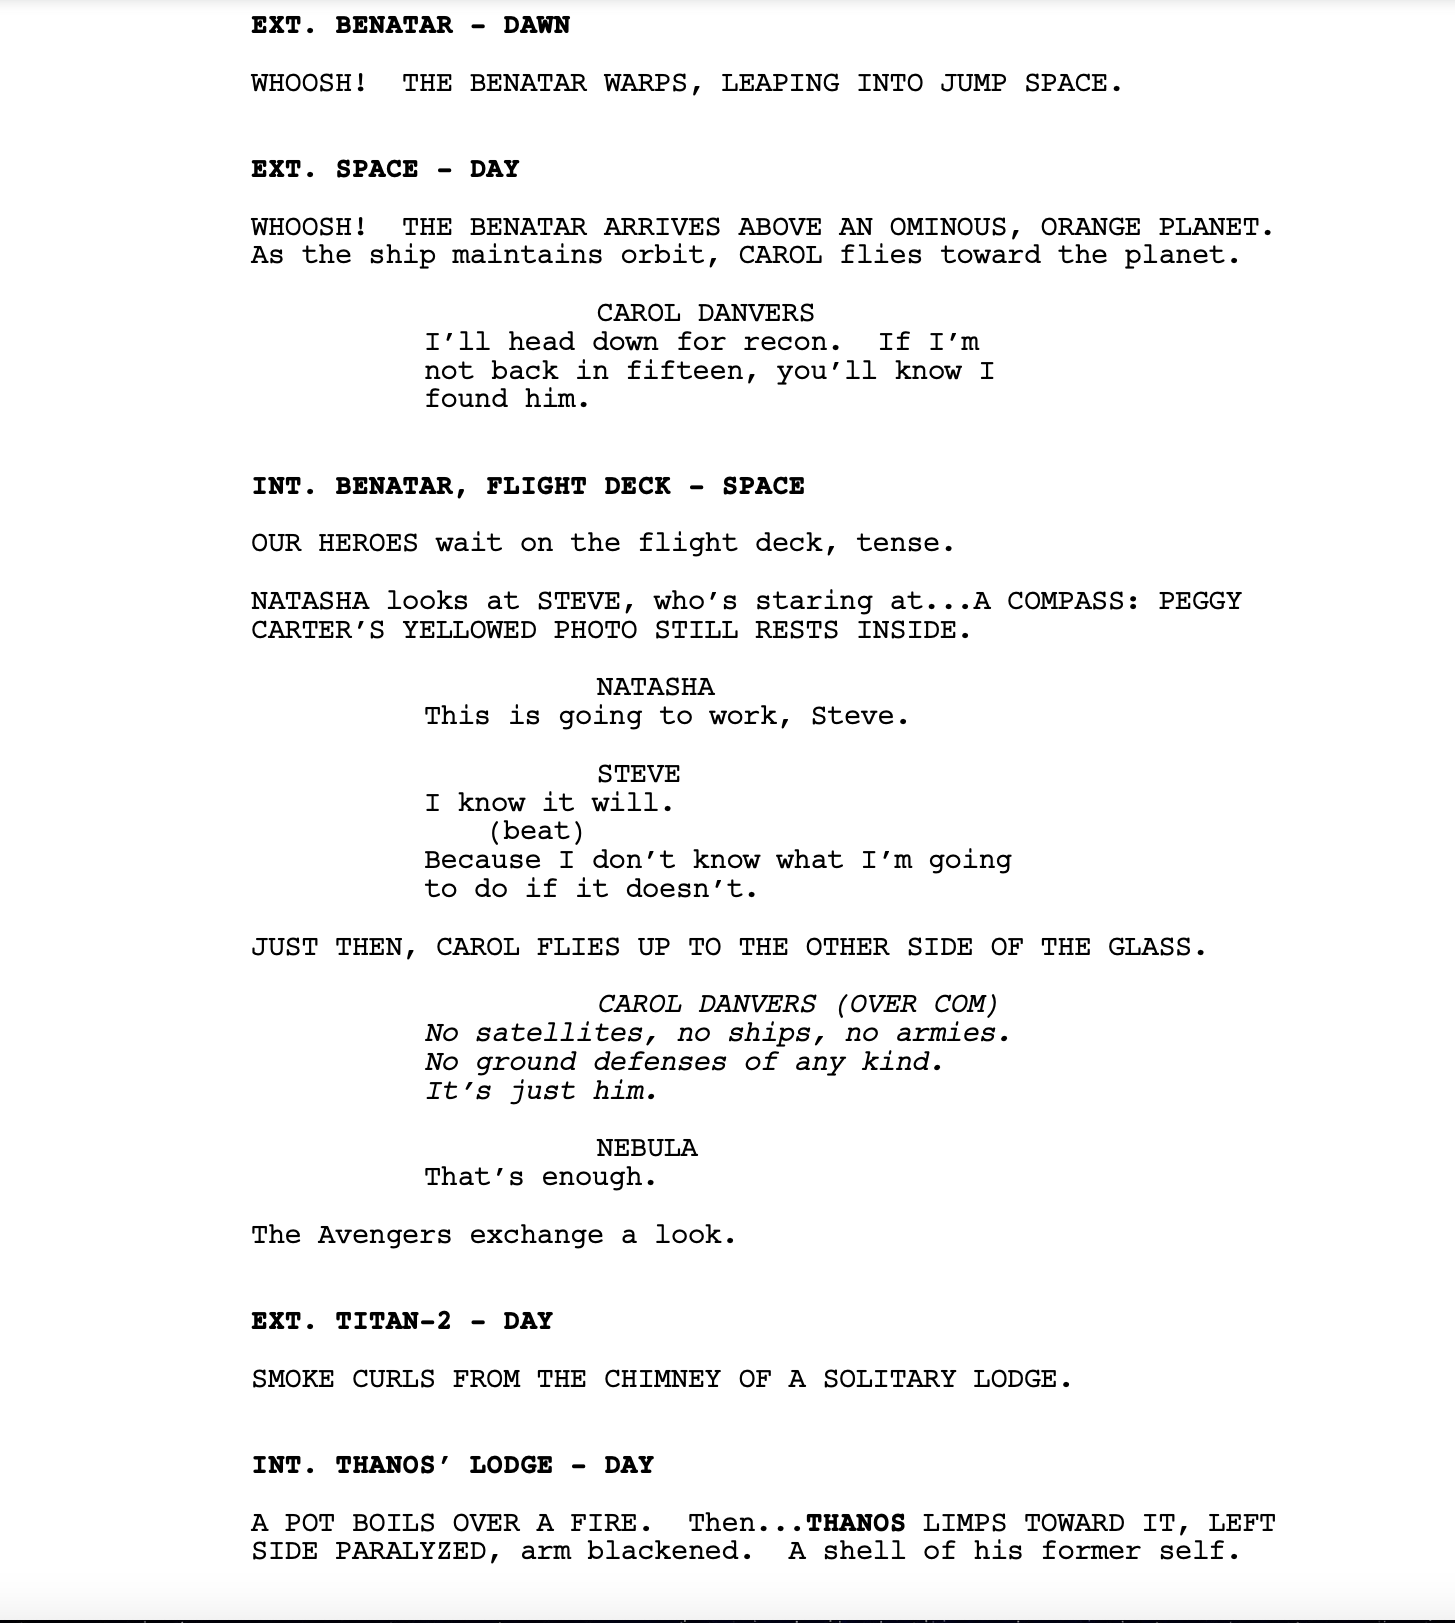 EXT. BENATAR - DAWN
WHOOSH!  THE BENATAR WARPS, LEAPING INTO JUMP SPACE.
EXT. SPACE - DAY
WHOOSH!  THE BENATAR ARRIVES ABOVE AN OMINOUS, ORANGE PLANET.
As the ship maintains orbit, CAROL flies toward the planet.
CAROL DANVERS
I’ll head down for recon.  If I’m
not back in fifteen, you’ll know I
found him.
INT. BENATAR, FLIGHT DECK - SPACE
OUR HEROES wait on the flight deck, tense.
NATASHA looks at STEVE, who’s staring at...A COMPASS: PEGGY
CARTER’S YELLOWED PHOTO STILL RESTS INSIDE.
NATASHA
This is going to work, Steve.
STEVE
I know it will.
(beat)
Because I don’t know what I’m going
to do if it doesn’t.
JUST THEN, CAROL FLIES UP TO THE OTHER SIDE OF THE GLASS.
CAROL DANVERS (OVER COM)
No satellites, no ships, no armies.
No ground defenses of any kind.
It’s just him.
NEBULA
That’s enough.
The Avengers exchange a look.
EXT. TITAN-2 - DAY
SMOKE CURLS FROM THE CHIMNEY OF A SOLITARY LODGE.
INT. THANOS’ LODGE - DAY
A POT BOILS OVER A FIRE.  Then...THANOS LIMPS TOWARD IT, LEFT
SIDE PARALYZED, arm blackened.  A shell of his former self.